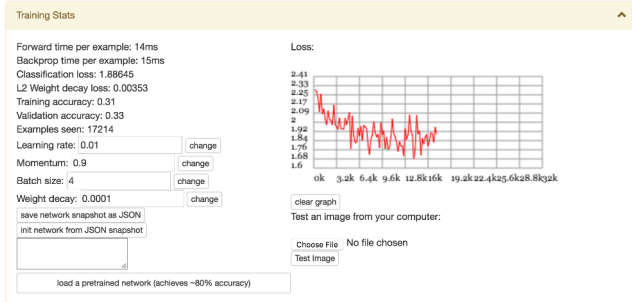 Training Stats
Forward time per example: 14ms
Backprop time per example: 15ms
Classification loss: 1.88645
L2 Weight decay loss: 0.00353
Training accuracy: 0.31
Validation accuracy: 0.33
Examples seen: 17214
Learning rate: 0.01 change
Momentum: 0.9 change
Batch size: 4 change
Weight decay: 0.0001 change
save network snapshot as JSON
init network from JSON snapshot
load a pretrained network (achieves ~80% accuracy)
Loss:
2.41
2.33
2.25
2.17
2.09
2
1.92
1.84
1.76
1.68
1.6
0k 3.2k 6.4k 9.6k 12.8k 16k 19.2k 22.4k 25.6k 28.8k 32k
clear graph
Test an image from your computer:
Choose File No file chosen
Test Image